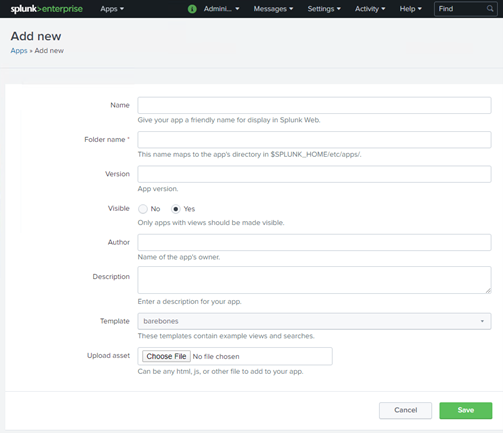 splunk>enterprise Apps i Admini... Messages Settings Activity Help Find
Add new
Apps » Add new
Name
Give your app a friendly name for display in Splunk Web.
Folder name *
This name maps to the app's directory in $SPLUNK_HOME/etc/apps/.
Version
App version.
Visible No Yes
Only apps with views should be made visible.
Author
Name of the app's owner.
Description
Enter a description for your app.
Template barebones
These templates contain example views and searches.
Upload asset Choose File No file chosen
Can be any html, js, or other file to add to your app.
Cancel Save